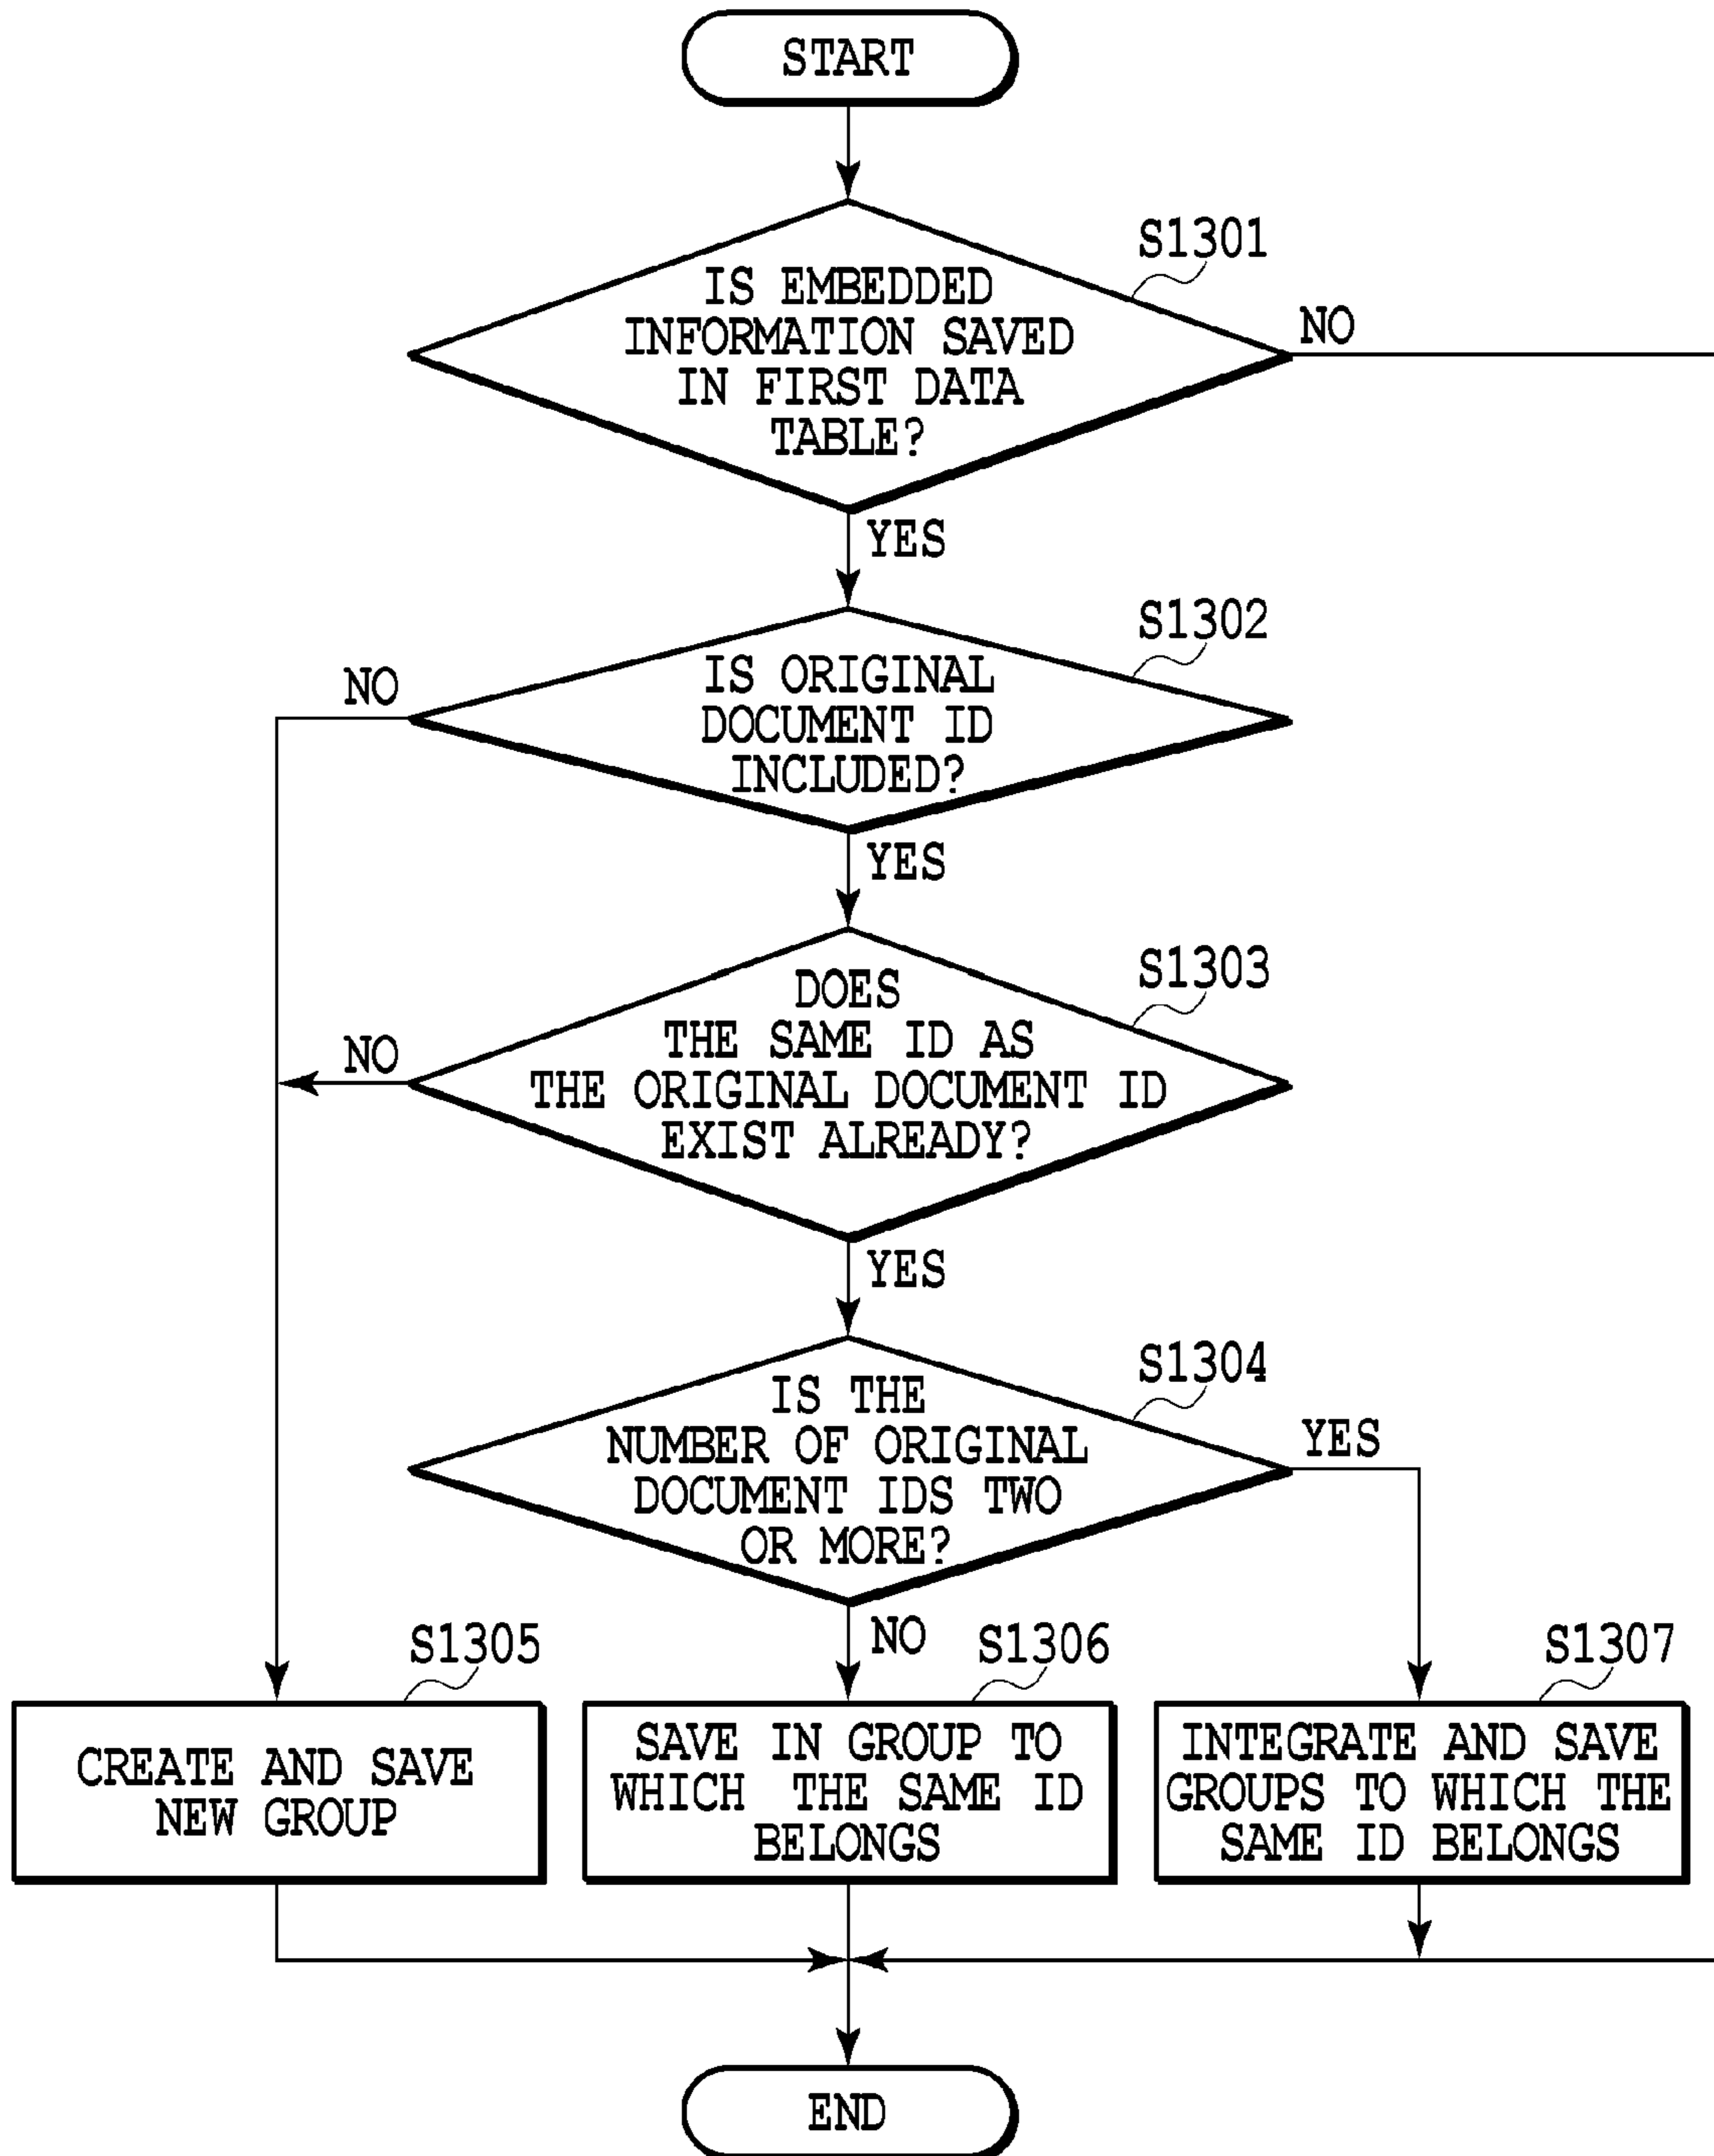 START
S1301
IS EMBEDDED
INFORMATION SAVED
IN FIRST DATA
TABLE?
NO
YES
S1302
IS ORIGINAL
DOCUMENT ID
INCLUDED?
NO
YES
S1303
DOES
THE SAME ID AS
THE ORIGINAL DOCUMENT ID
EXIST ALREADY?
NO
YES
S1304
IS THE
NUMBER OF ORIGINAL
DOCUMENT IDS TWO
OR MORE?
YES
NO
S1305
CREATE AND SAVE
NEW GROUP
S1306
SAVE IN GROUP TO
WHICH THE SAME ID
BELONGS
S1307
INTEGRATE AND SAVE
GROUPS TO WHICH THE
SAME ID BELONGS
END